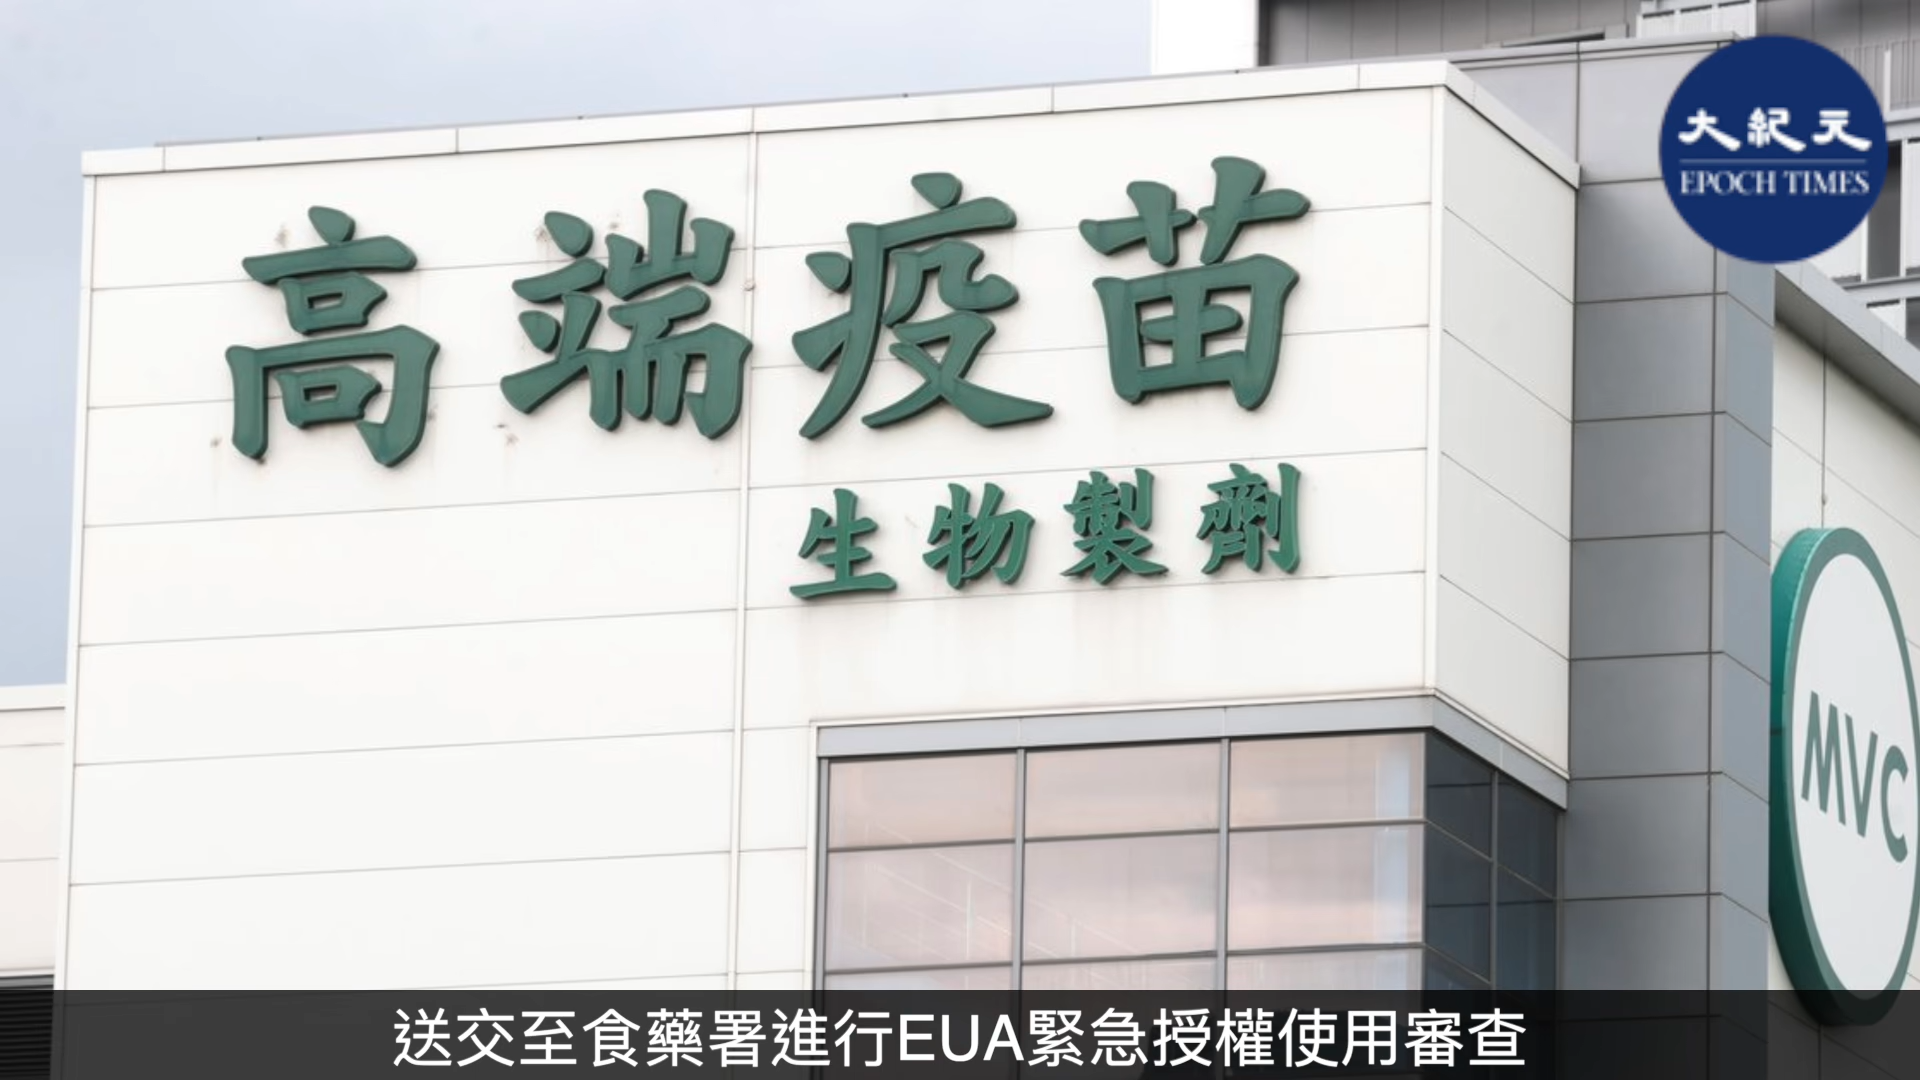 大紀元
EPOCH TIMES
高端疫苗
生物製劑
MVC
送交至食藥署進行EUA緊急授權使用審查